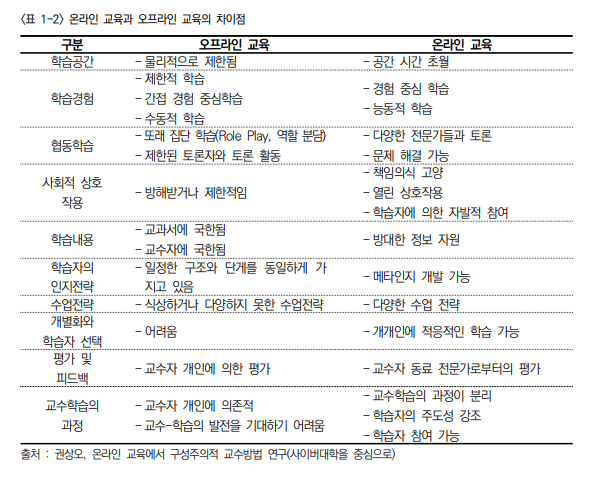 <표 1-2> 온라인 교육과 오프라인 교육의 차이점
구분 오프라인 교육 온라인 교육
학습공간 - 물리적으로 제한됨 - 공간 시간 초월
학습경험
- 제한적 학습
- 간접 경험 중심학습
- 수동적 학습
- 경험 중심 학습
- 능동적 학습
협동학습
- 또래 집단 학습(Role Play, 역할 분담)
- 제한된 토론자와 토론 활동
- 다양한 전문가들과 토론
- 문제 해결 가능
사회적 상호
작용
- 방해받거나 제한적임
- 책임의식 고양
- 열린 상호작용
- 학습자에 의한 자발적 참여
학습내용
- 교과서에 국한됨
- 교수자에 국한됨
- 방대한 정보 자원
학습자의
인지전략
- 일정한 구조와 단계를 동일하게 가
지고 있음
- 메타인지 개발 가능
수업전략 - 식상하거나 다양하지 못한 수업전략 - 다양한 수업 전략
개별화와
학습자 선택
- 어려움
- 개개인에 적응적인 학습 가능
평가 및
피드백
- 교수자 개인에 의한 평가
- 교수자 동료 전문가로부터의 평가
교수학습의
과정
- 교수자 개인에 의존적
- 교수-학습의 발전을 기대하기 어려움
- 교수학습의 과정이 분리
- 학습자의 주도성 강조
- 학습자 참여 가능
출처 : 권상오, 온라인 교육에서 구성주의적 교수방법 연구(사이버대학을 중심으로)